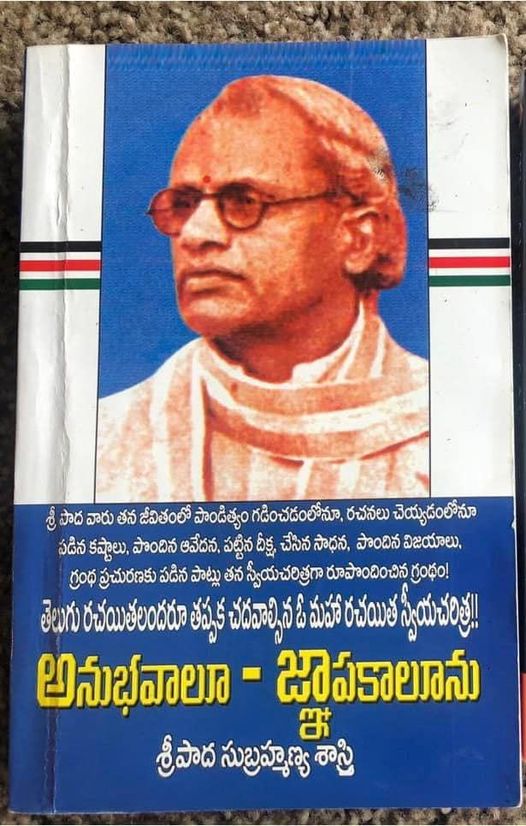 శ్రీ పాద వారు తన జీవితంలో పాండిత్యం గడించడంలోనూ, రచనలు చెయ్యడంలోనూ
పడిన కష్టాలు, పొందిన ఆవేదన, పట్టిన దీక్ష, చేసిన సాధన, పొందిన విజయాలు,
గ్రంథ ప్రచురణకు పడిన పాట్లు తన స్వీయచరిత్రగా రూపొందించిన గ్రంథం!
తెలుగు రచయితలందరూ తప్పక చదవాల్సిన ఓ మహా రచయిత స్వీయచరిత్ర!!
అనుభవాలూ - జ్ఞాపకాలూను
శ్రీపాద సుబ్రహ్మణ్య శాస్త్రి